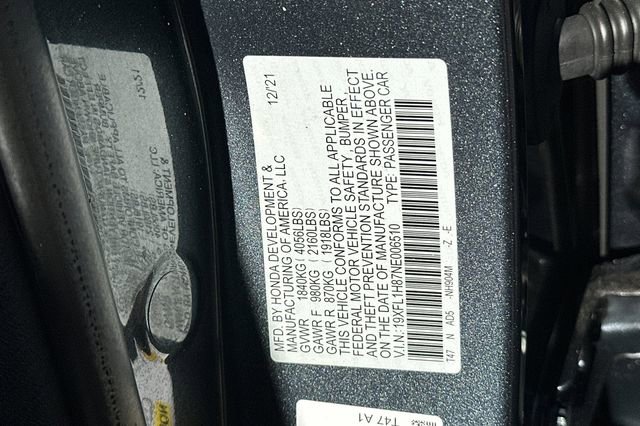 MFD. BY HONDA DEVELOPMENT &
MANUFACTURING OF AMERICA, LLC
12/'21
GVWR 1840KG ( 4056LBS)
GAWR F 980KG ( 2160LBS)
GAWR R 870KG ( 1918LBS)
THIS VEHICLE CONFORMS TO ALL APPLICABLE
FEDERAL MOTOR VEHICLE SAFETY, BUMPER,
AND THEFT PREVENTION STANDARDS IN EFFECT
ON THE DATE OF MANUFACTURE SHOWN ABOVE.
V.I.N: 19XFL1H87NE006510 TYPE: PASSENGER CAR
T47 N AD5 -NH904M -Z -E
T47 A1